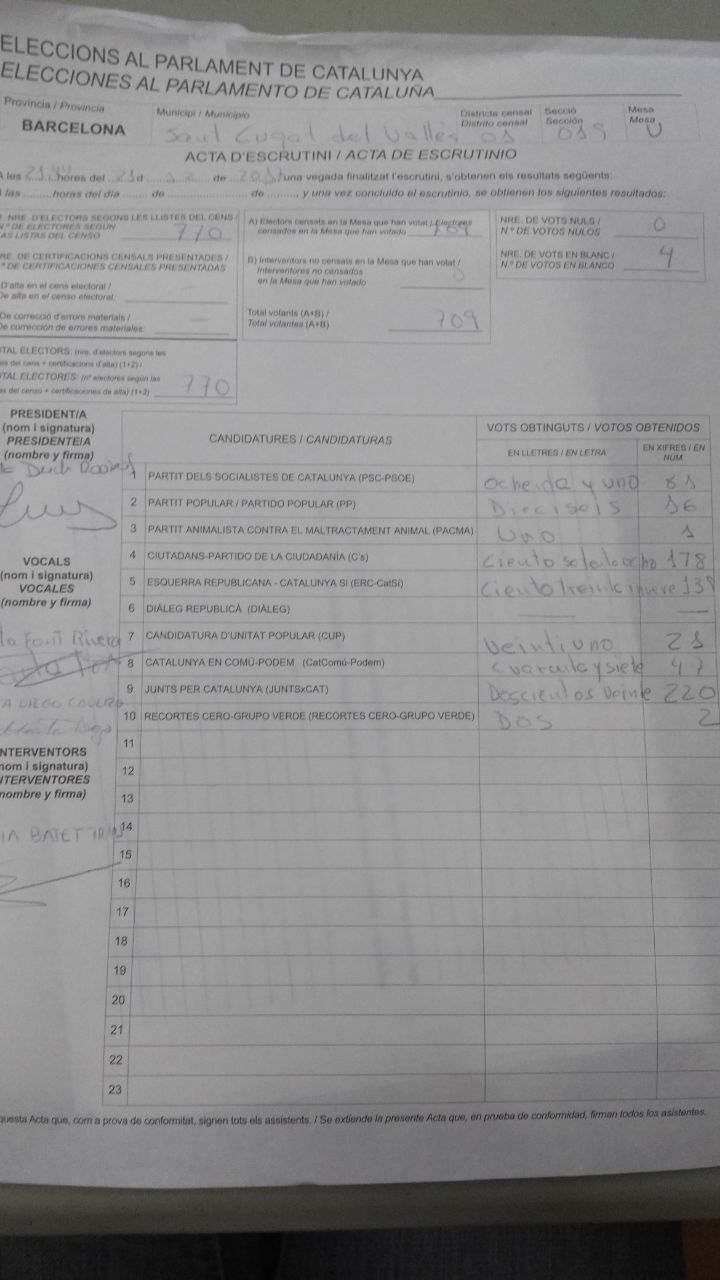 ELECCIONS AL PARLAMENT DE CATALUNYA
ELECCIONES AL PARLAMENTO DE CATALUÑA
Província / Provincia Municipi / Municipio Districte censal Secció Mesa
Distrito censal Sección Mesa
BARCELONA Sant Cugat del Vallès 01 019 U
ACTA D'ESCRUTINI / ACTA DE ESCRUTINIO
A les hores del d de una vegada finalitzat l'escrutini, s'obtenen els resultats següents:
A las ........horas del día ........ de ........ de ........, y una vez concluido el escrutinio, se obtienen los siguientes resultados:
NRE. D'ELECTORS SEGONS LES LLISTES DEL CENS /
N.º DE ELECTORES SEGÚN
LAS LISTAS DEL CENSO 770
NRE. DE CERTIFICACIONS CENSALS PRESENTADES /
N.º DE CERTIFICACIONES CENSALES PRESENTADAS
D'alta en el cens electoral /
De alta en el censo electoral:
De correcció d'errors materials /
De corrección de errores materiales:
TOTAL ELECTORS: (nre. d'electors segons les
llistes del cens + certificacions d'alta) (1+2) /
TOTAL ELECTORES: (nº electores según las
listas del censo + certificaciones de alta) (1+2) 770
A) Electors censats en la Mesa que han votat / Electores
censados en la Mesa que han votado 709
B) Interventors no censats en la Mesa que han votat /
Interventores no censados
en la Mesa que han votado 0
Total votants (A+B) /
Total votantes (A+B) 709
NRE. DE VOTS NULS /
N.º DE VOTOS NULOS 0
NRE. DE VOTS EN BLANC /
N.º DE VOTOS EN BLANCO 4
PRESIDENT/A
(nom i signatura)
PRESIDENTE/A
(nombre y firma)
VOCALS
(nom i signatura)
VOCALES
(nombre y firma)
Font Rivera
DIEGO
INTERVENTORS
(nom i signatura)
INTERVENTORES
(nombre y firma)
BATET
CANDIDATURES / CANDIDATURAS VOTS OBTINGUTS / VOTOS OBTENIDOS
EN LLETRES / EN LETRA EN XIFRES / EN NÚM
1 PARTIT DELS SOCIALISTES DE CATALUNYA (PSC-PSOE) Ochenta y uno 81
2 PARTIT POPULAR / PARTIDO POPULAR (PP) Dieciseis 16
3 PARTIT ANIMALISTA CONTRA EL MALTRACTAMENT ANIMAL (PACMA) Uno 1
4 CIUTADANS-PARTIDO DE LA CIUDADANÍA (C's) Ciento setentaocho 178
5 ESQUERRA REPUBLICANA - CATALUNYA SÍ (ERC-CatSí) Ciento treintainueve 139
6 DIÀLEG REPUBLICÀ (DIÀLEG) — —
7 CANDIDATURA D'UNITAT POPULAR (CUP) Veintiuno 21
8 CATALUNYA EN COMÚ-PODEM (CatComú-Podem) Cuarenta y siete 47
9 JUNTS PER CATALUNYA (JUNTSxCAT) Doscientos veinte 220
10 RECORTES CERO-GRUPO VERDE (RECORTES CERO-GRUPO VERDE) DOS 2
11
12
13
14
15
16
17
18
19
20
21
22
23
questa Acta que, com a prova de conformitat, signen tots els assistents. / Se extiende la presente Acta que, en prueba de conformidad, firman todos los asistentes.